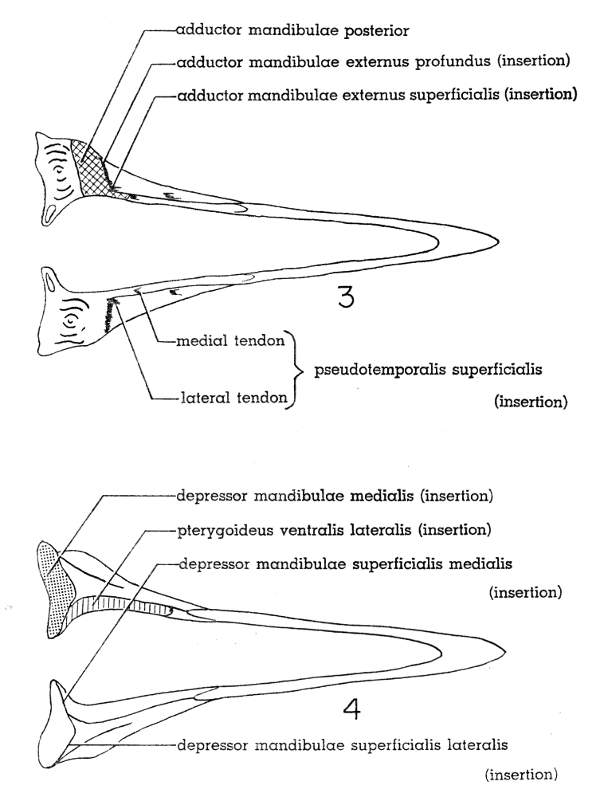 adductor mandibulae posterior
adductor mandibulae externus profundus (insertion)
adductor mandibulae externus superficialis (insertion)
3
medial tendon
pseudotemporalis superficialis
lateral tendon
(insertion)
depressor mandibulae medialis (insertion)
pterygoideus ventralis lateralis (insertion)
depressor mandibulae superficialis medialis
(insertion)
4
depressor mandibulae superficialis lateralis
(insertion)